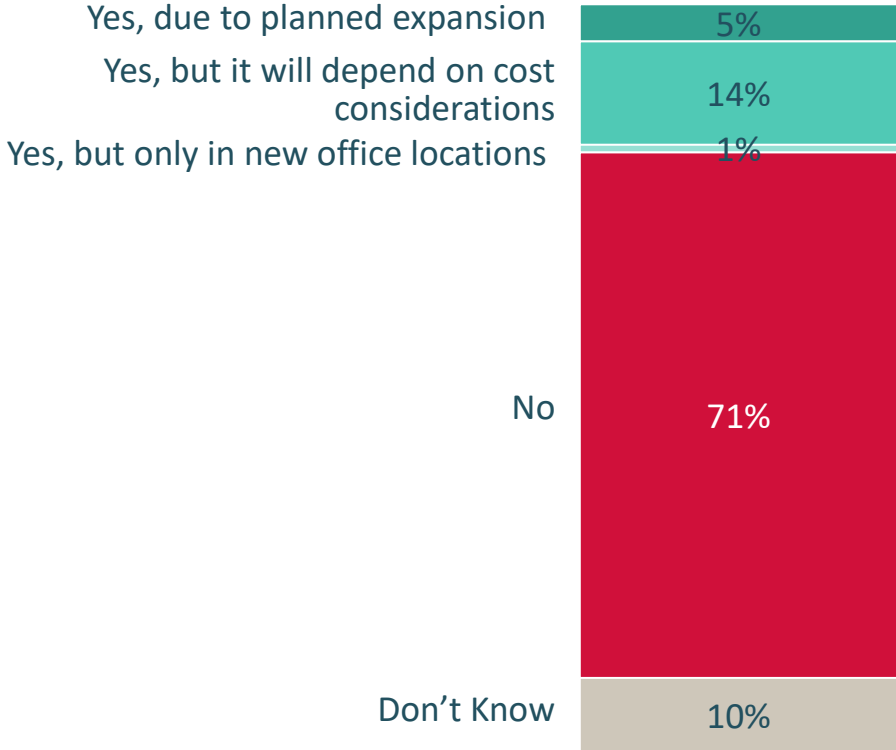 Yes, due to planned expansion
5%
Yes, but it will depend on cost
considerations
14%
Yes, but only in new office locations
1%
No
71%
Don’t Know
10%